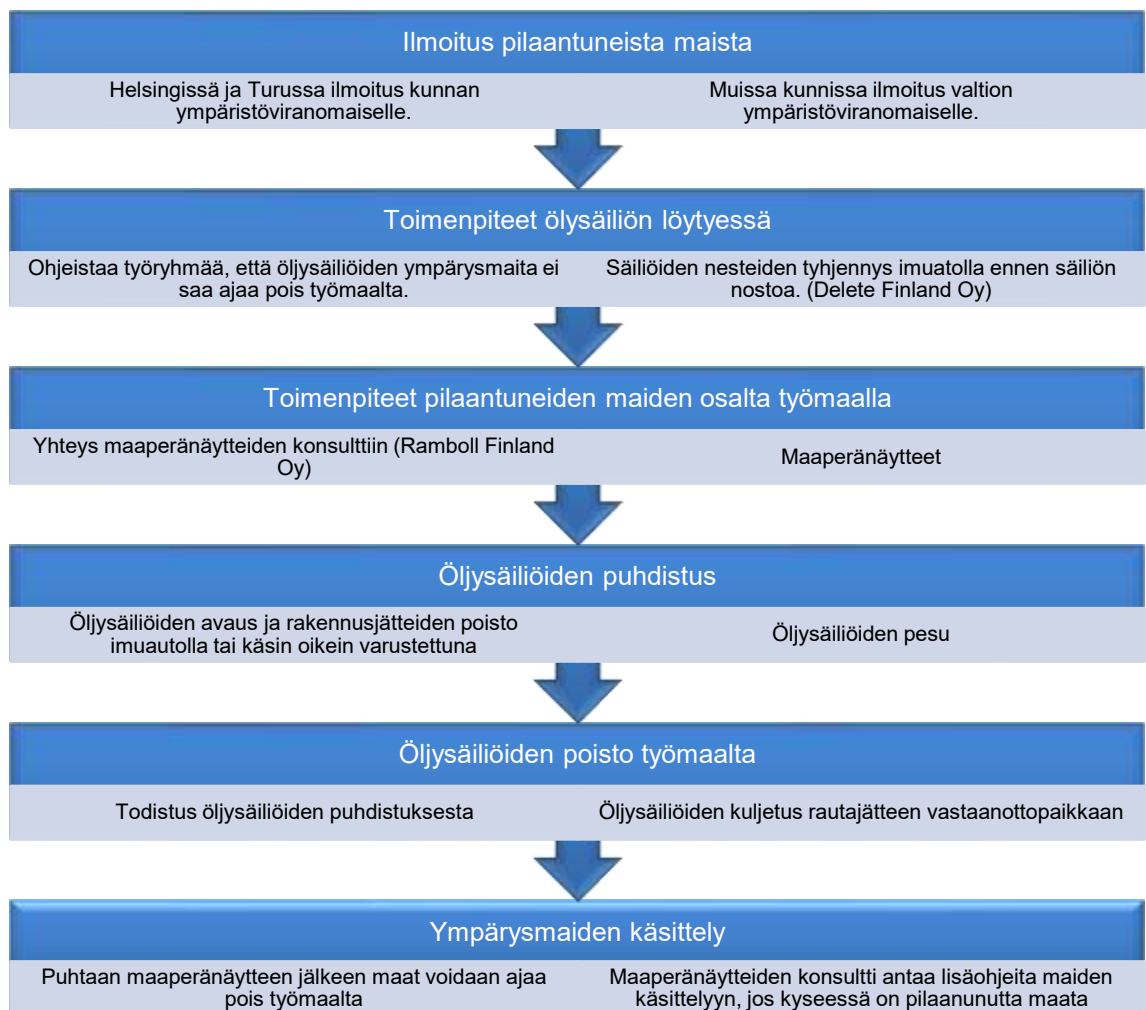 Ilmoitus pilaantuneista maista
Helsingissä ja Turussa ilmoitus kunnan
ympäristöviranomaiselle.
Muissa kunnissa ilmoitus valtion
ympäristöviranomaiselle.
Toimenpiteet ölysäiliön löytyessä
Ohjeistaa työryhmää, että öljysäiliöiden ympärysmaita ei
saa ajaa pois työmaalta.
Säiliöiden nesteiden tyhjennys imuatolla ennen säiliön
nostoa. (Delete Finland Oy)
Toimenpiteet pilaantuneiden maiden osalta työmaalla
Yhteys maaperänäytteiden konsulttiin (Ramboll Finland
Oy)
Maaperänäytteet
Öljysäiliöiden puhdistus
Öljysäiliöiden avaus ja rakennusjätteiden poisto
imuautolla tai käsin oikein varustettuna
Öljysäiliöiden pesu
Öljysäiliöiden poisto työmaalta
Todistus öljysäiliöiden puhdistuksesta
Öljysäiliöiden kuljetus rautajätteen vastaanottopaikkaan
Ympärysmaiden käsittely
Puhtaan maaperänäytteen jälkeen maat voidaan ajaa
pois työmaalta
Maaperänäytteiden konsultti antaa lisäohjeita maiden
käsittelyyn, jos kyseessä on pilaanunutta maata